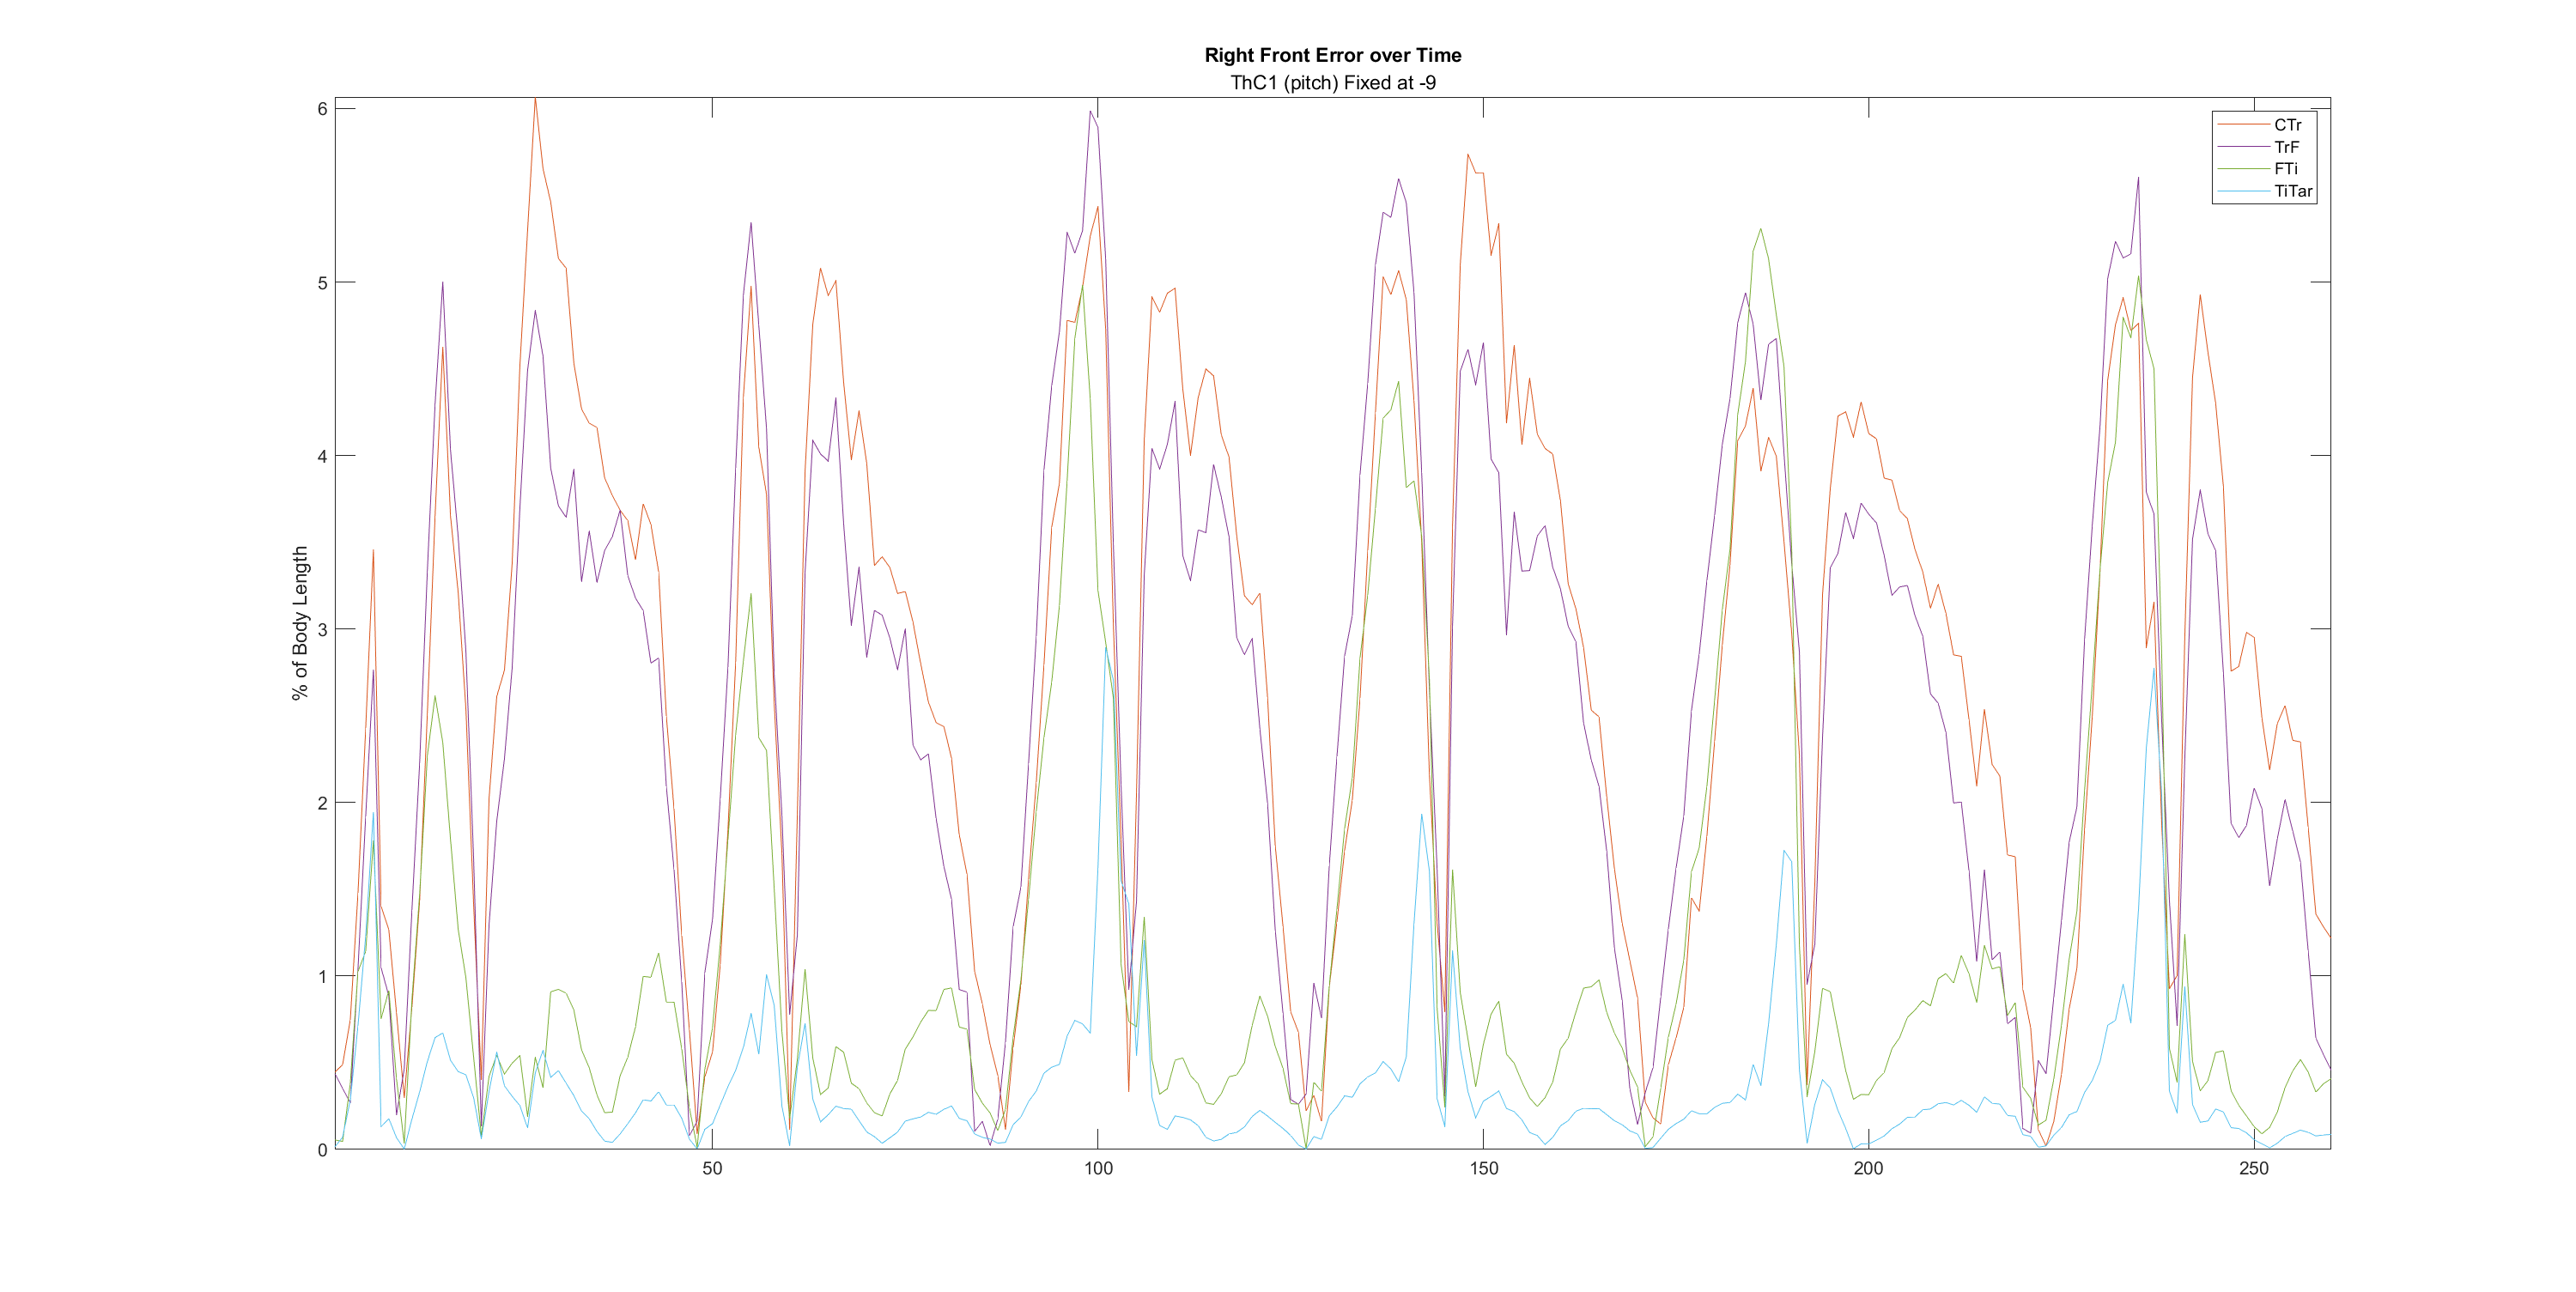 Right Front Error over Time
ThC1 (pitch) Fixed at -9
CTr
TrF
FTi
TiTar
% of Body Length
6
5
4
3
2
1
0
50
100
150
200
250